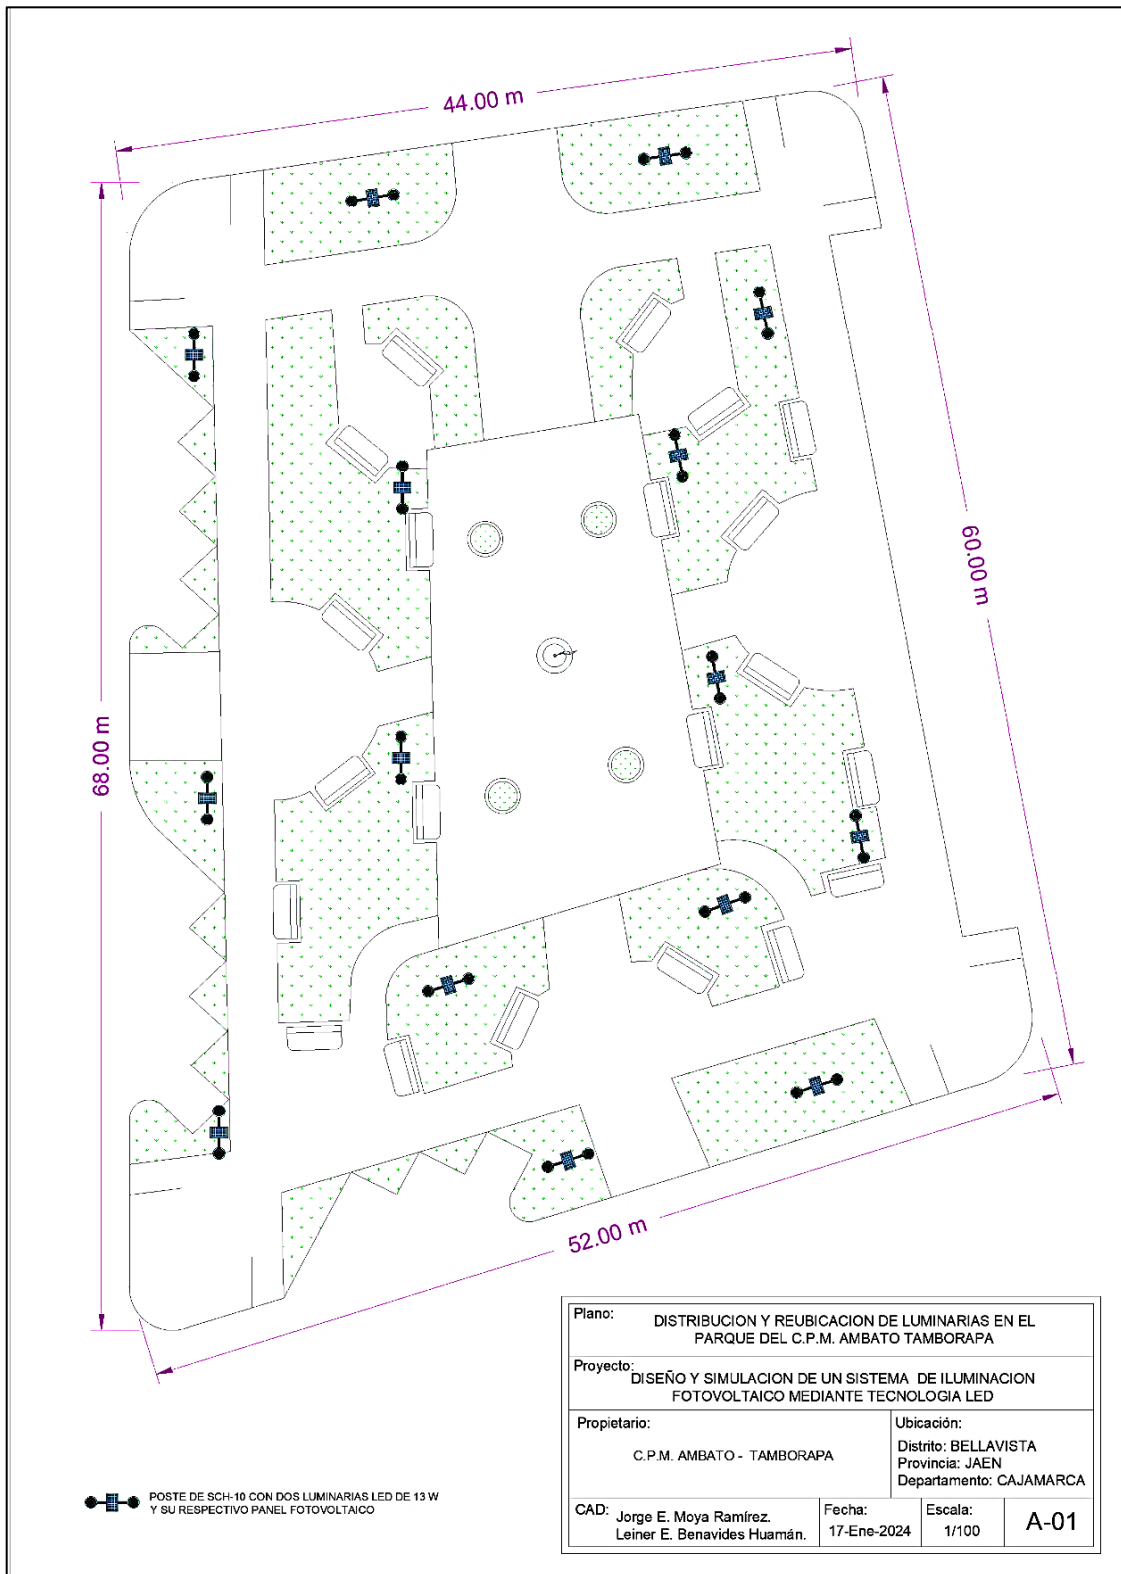 44.00 m
60.00 m
68.00 m
52.00 m
Plano:
DISTRIBUCION Y REUBICACION DE LUMINARIAS EN EL
PARQUE DEL C.P.M. AMBATO TAMBORAPA
Proyecto:
DISEÑO Y SIMULACION DE UN SISTEMA DE ILUMINACION
FOTOVOLTAICO MEDIANTE TECNOLOGIA LED
Propietario:
C.P.M. AMBATO - TAMBORAPA
Ubicación:
Distrito: BELLAVISTA
Provincia: JAEN
Departamento: CAJAMARCA
CAD: Jorge E. Moya Ramírez.
Leiner E. Benavides Huamán.
Fecha:
17-Ene-2024
Escala:
1/100
A-01
POSTE DE SCH-10 CON DOS LUMINARIAS LED DE 13 W
Y SU RESPECTIVO PANEL FOTOVOLTAICO